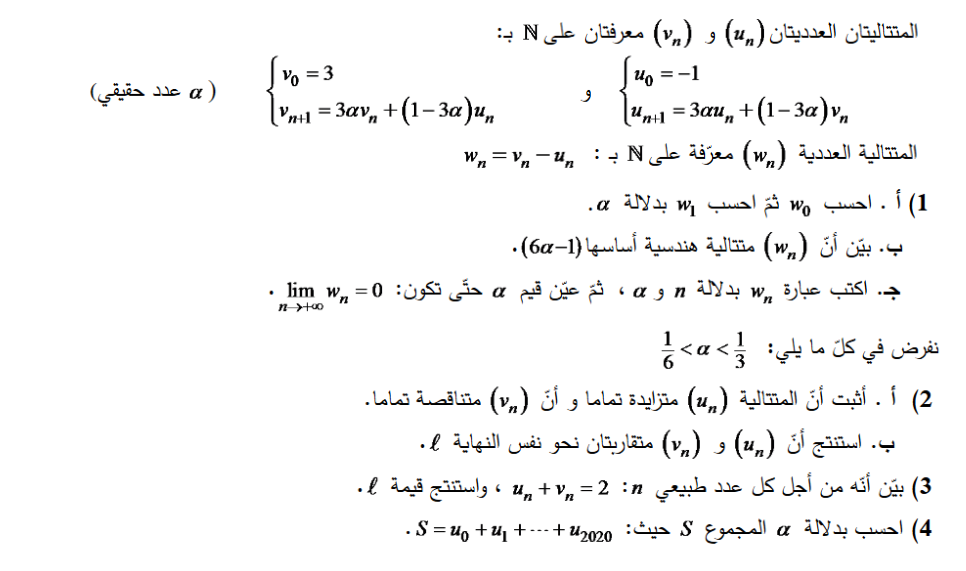 المتتاليتان العدديتان (uₙ) و (vₙ) معرفتان على ℕ بـ:
{u₀ = −1 ; uₙ₊₁ = 3αuₙ + (1−3α)vₙ و {v₀ = 3 ; vₙ₊₁ = 3αvₙ + (1−3α)uₙ (α عدد حقيقي)
المتتالية العددية (wₙ) معرّفة على ℕ بـ : wₙ = vₙ − uₙ
1) أ . احسب w₀ ثمّ احسب w₁ بدلالة α.
ب. بيّن أنّ (wₙ) متتالية هندسية أساسها (6α−1).
جـ. اكتب عبارة wₙ بدلالة n و α ، ثمّ عيّن قيم α حتّى تكون: lim wₙ = 0 .
n→+∞
نفرض في كلّ ما يلي: 1/6 < α < 1/3
2) أ . أثبت أنّ المتتالية (uₙ) متزايدة تماما و أنّ (vₙ) متناقصة تماما.
ب. استنتج أنّ (uₙ) و (vₙ) متقاربتان نحو نفس النهاية ℓ.
3) بيّن أنّه من أجل كل عدد طبيعي n: uₙ + vₙ = 2 ، واستنتج قيمة ℓ.
4) احسب بدلالة α المجموع S حيث: S = u₀ + u₁ + ⋯ + u₂₀₂₀ .